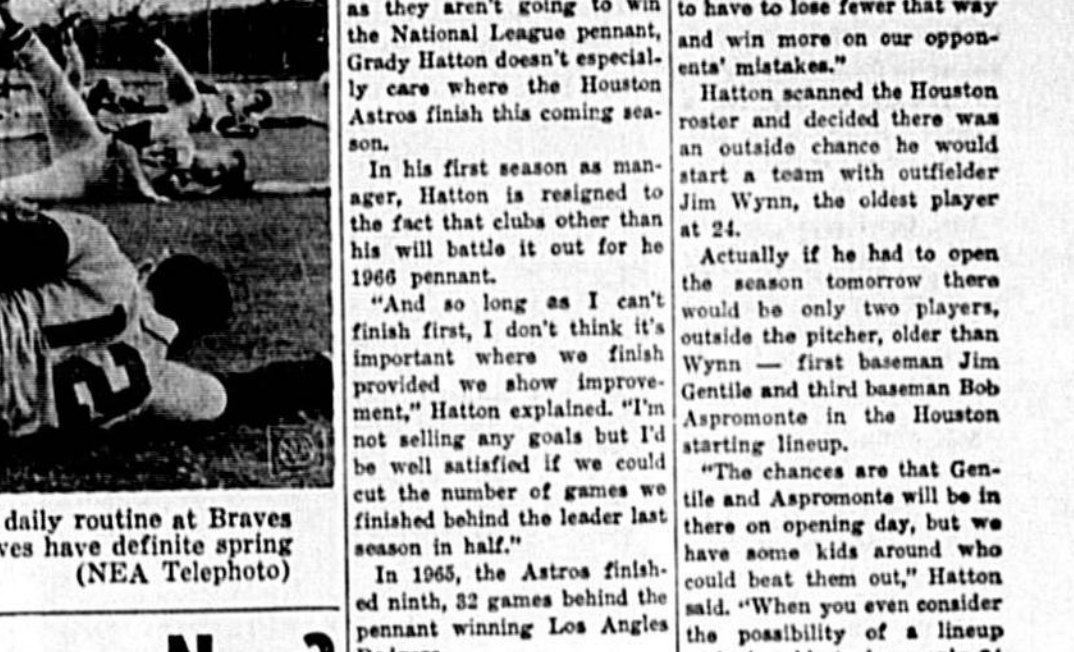 daily routine at Braves
ves have definite spring
(NEA Telephoto)
as they aren't going to win
the National League pennant,
Grady Hatton doesn't especial-
ly care where the Houston
Astros finish this coming sea-
son.
In his first season as man-
ager, Hatton is resigned to
the fact that clubs other than
his will battle it out for he
1966 pennant.
"And so long as I can't
finish first, I don't think it's
important where we finish
provided we show improve-
ment," Hatton explained. "I'm
not selling any goals but I'd
be well satisfied if we could
cut the number of games we
finished behind the leader last
season in half."
In 1965, the Astros finish-
ed ninth, 32 games behind the
pennant winning Los Angles
to have to lose fewer that way
and win more on our oppon-
ents' mistakes."
Hatton scanned the Houston
roster and decided there was
an outside chance he would
start a team with outfielder
Jim Wynn, the oldest player
at 24.
Actually if he had to open
the season tomorrow there
would be only two players,
outside the pitcher, older than
Wynn — first baseman Jim
Gentile and third baseman Bob
Aspromonte in the Houston
starting lineup.
"The chances are that Gen-
tile and Aspromonte will be in
there on opening day, but we
have some kids around who
could beat them out," Hatton
said. "When you even consider
the possibility of a lineup